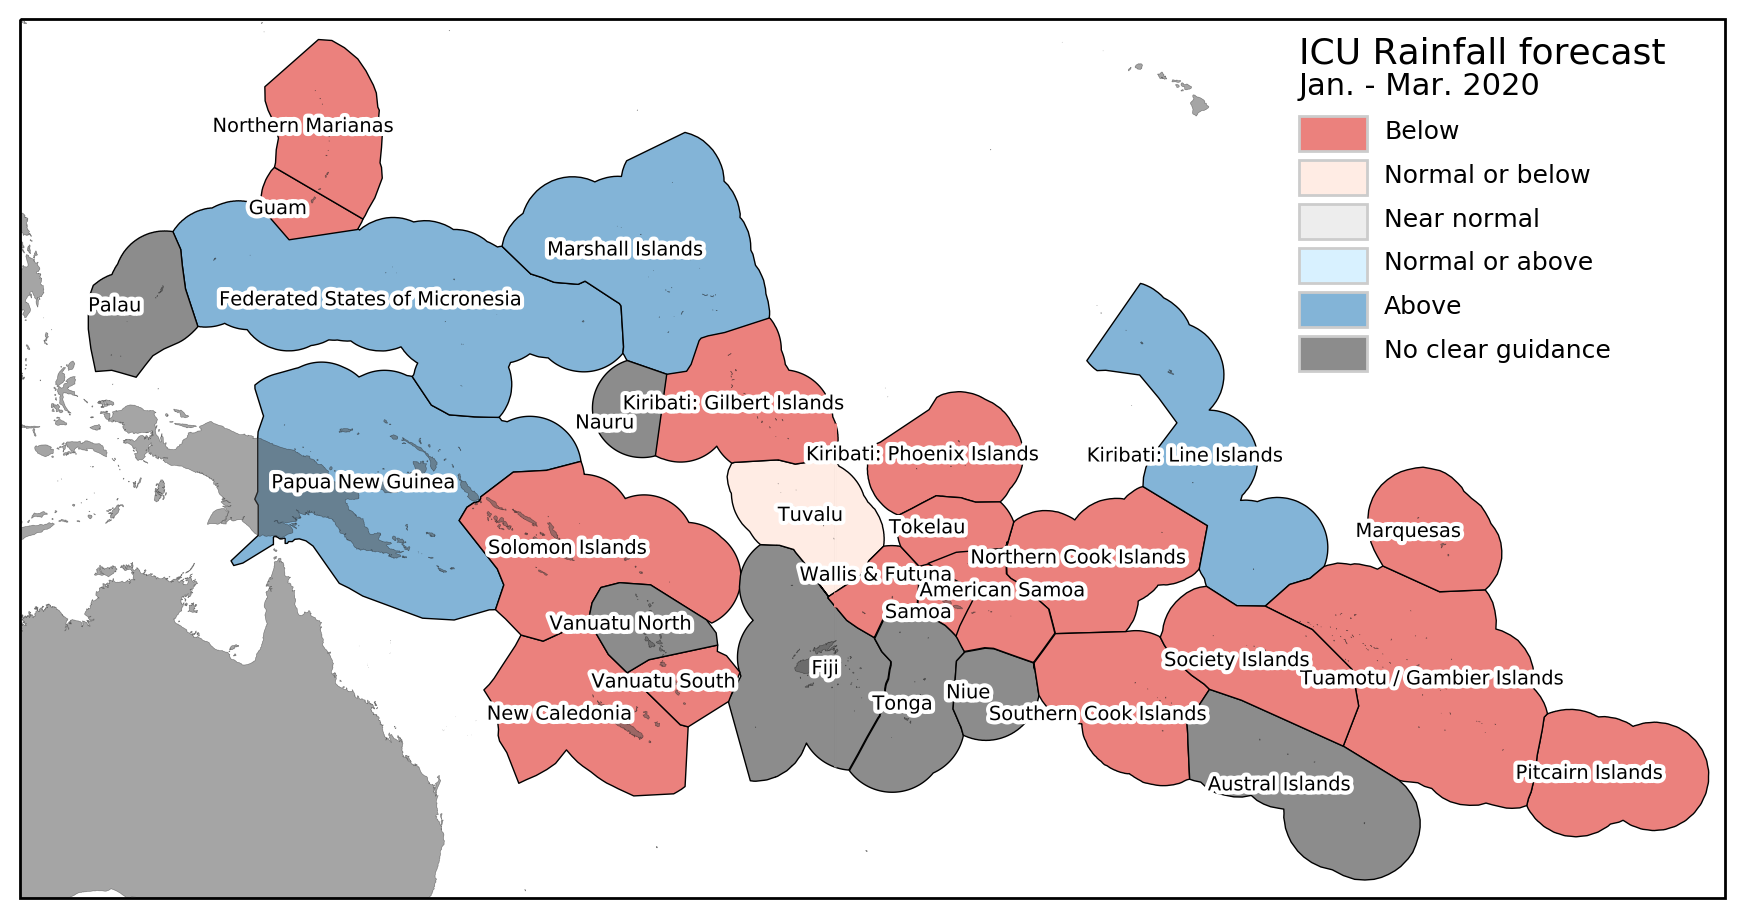 ICU Rainfall forecast
Jan. - Mar. 2020
Below
Normal or below
Near normal
Normal or above
Above
No clear guidance
Northern Marianas
Guam
Marshall Islands
Palau
Federated States of Micronesia
Kiribati: Gilbert Islands
Nauru
Kiribati: Phoenix Islands
Kiribati: Line Islands
Papua New Guinea
Tuvalu
Tokelau
Marquesas
Solomon Islands
Northern Cook Islands
Wallis & Futuna
American Samoa
Samoa
Vanuatu North
Society Islands
Fiji
Vanuatu South
Tuamotu / Gambier Islands
Niue
Tonga
New Caledonia
Southern Cook Islands
Pitcairn Islands
Austral Islands